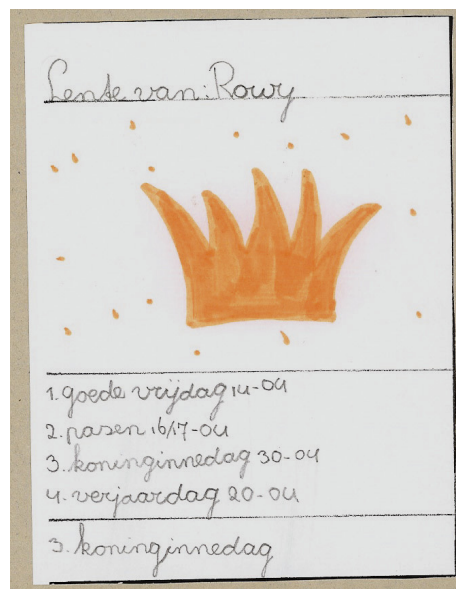 Lente van: Rowy
1. goede vrijdag 14-04
2. pasen 16/17-04
3. koninginnedag 30-04
4. verjaardag 20-04
3. koninginnedag